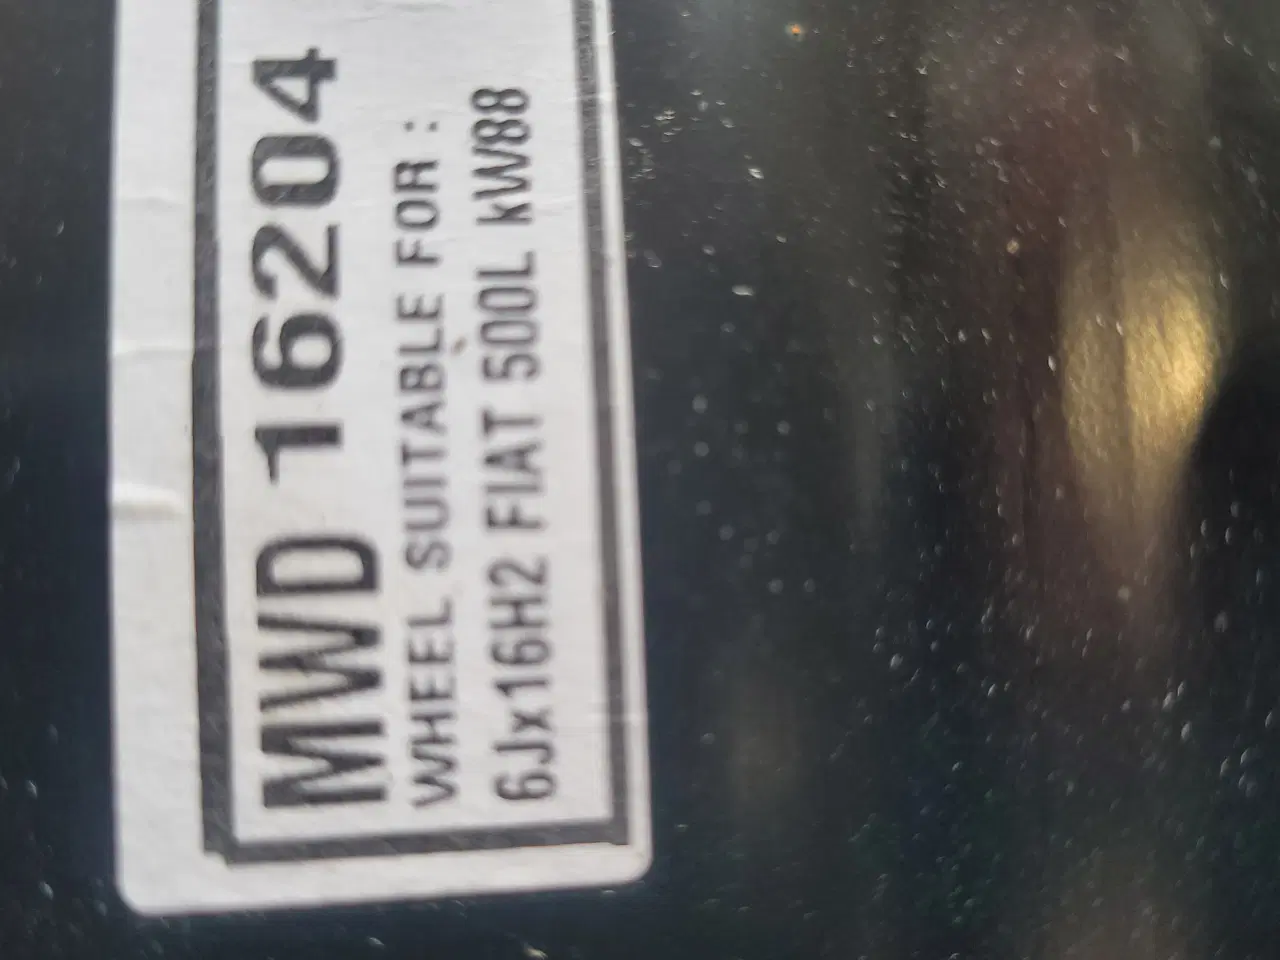 MWD 16204
WHEEL SUITABLE FOR :
6Jx16H2 FIAT 500L kW88